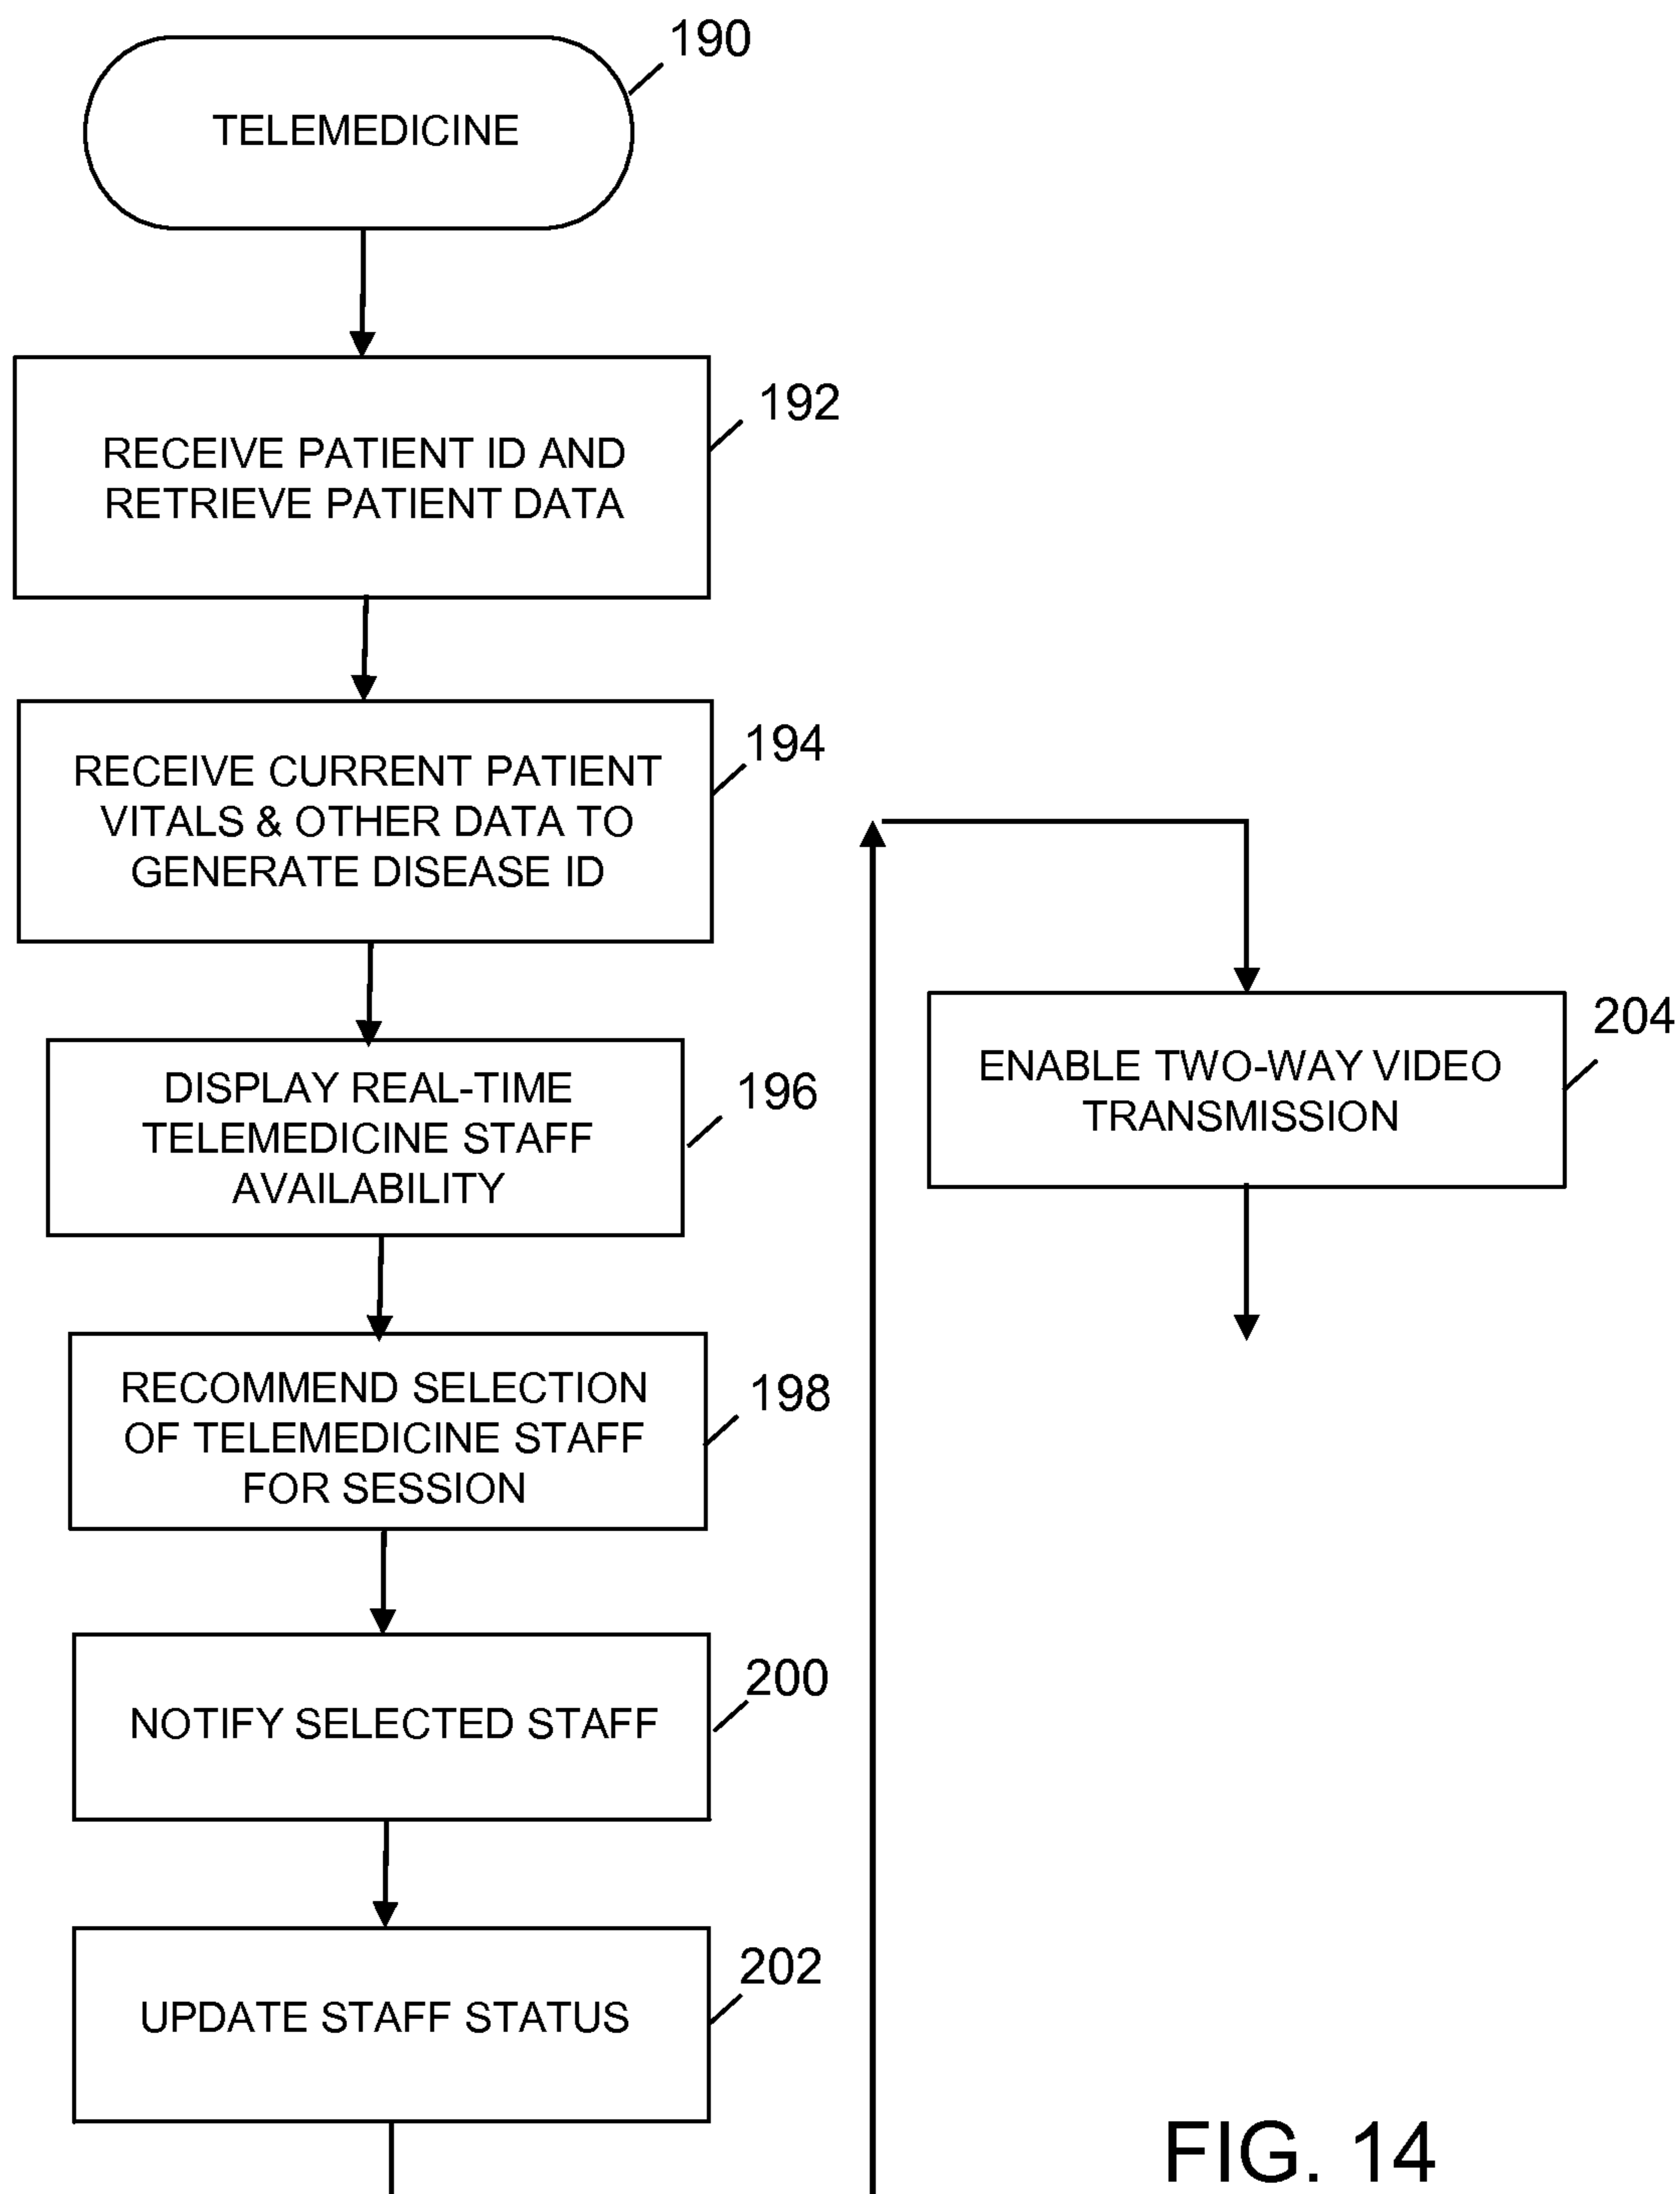 190
TELEMEDICINE
192
RECEIVE PATIENT ID AND
RETRIEVE PATIENT DATA
194
RECEIVE CURRENT PATIENT
VITALS & OTHER DATA TO
GENERATE DISEASE ID
196
DISPLAY REAL-TIME
TELEMEDICINE STAFF
AVAILABILITY
198
RECOMMEND SELECTION
OF TELEMEDICINE STAFF
FOR SESSION
200
NOTIFY SELECTED STAFF
202
UPDATE STAFF STATUS
204
ENABLE TWO-WAY VIDEO
TRANSMISSION
FIG. 14